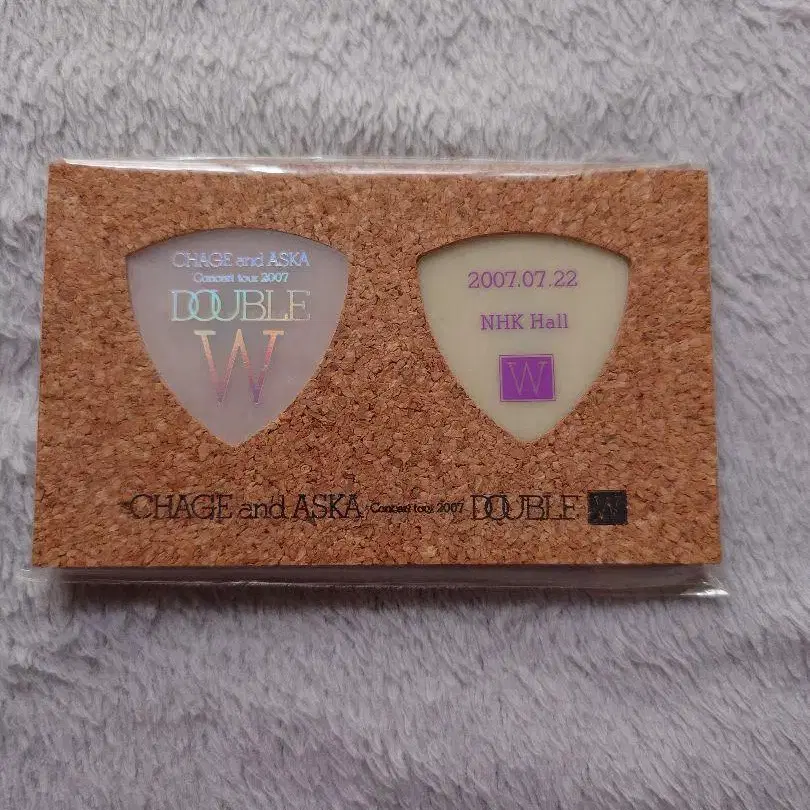 CHAGE and ASKA
Concert tour 2007
DOUBLE
W
2007.07.22
NHK Hall
W
CHAGE and ASKA Concert tour 2007 DOUBLE W